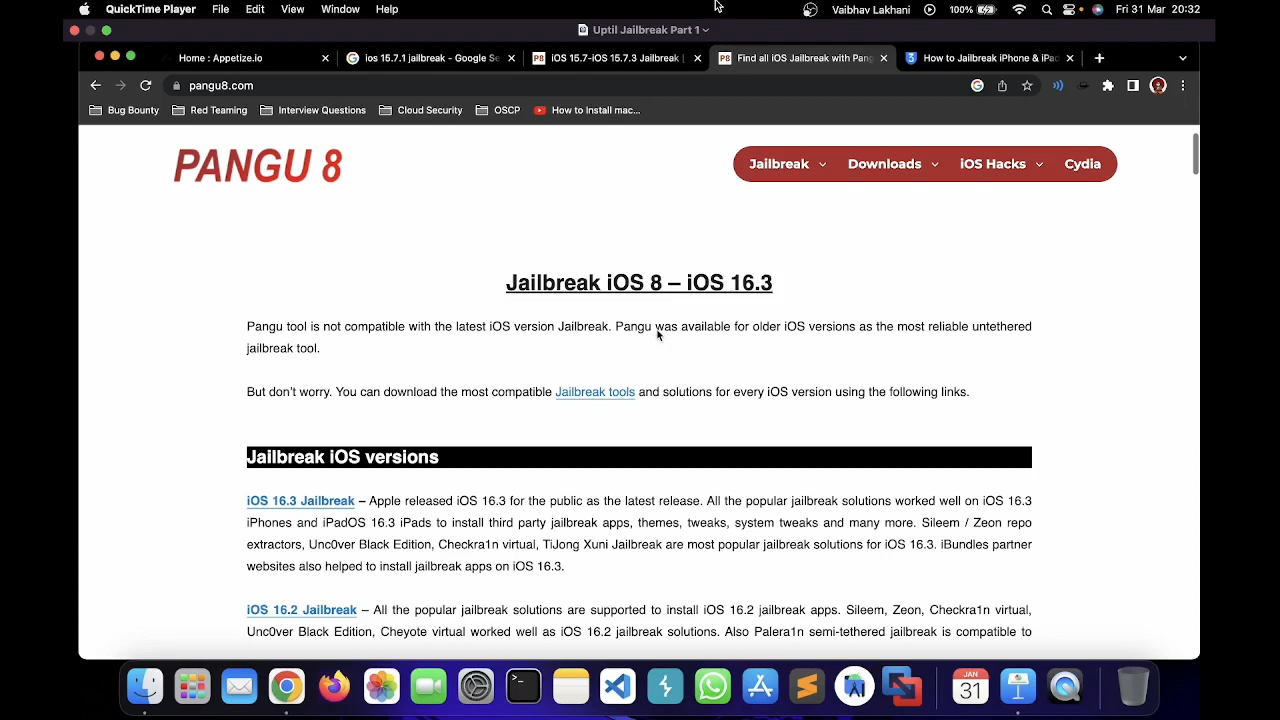 QuickTime Player File Edit View Window Help Vaibhav Lakhani 100% Fri 31 Mar 20:32
Uptil Jailbreak Part 1
Home : Appetize.io ios 15.7.1 jailbreak - Google Se P8 iOS 15.7-iOS 15.7.3 Jailbreak | P8 Find all iOS Jailbreak with Pang How to Jailbreak iPhone & iPad
pangu8.com
Bug Bounty Red Teaming Interview Questions Cloud Security OSCP How to Install mac...
PANGU 8
Jailbreak Downloads iOS Hacks Cydia
Jailbreak iOS 8 – iOS 16.3
Pangu tool is not compatible with the latest iOS version Jailbreak. Pangu was available for older iOS versions as the most reliable untethered
jailbreak tool.
But don’t worry. You can download the most compatible Jailbreak tools and solutions for every iOS version using the following links.
Jailbreak iOS versions
iOS 16.3 Jailbreak – Apple released iOS 16.3 for the public as the latest release. All the popular jailbreak solutions worked well on iOS 16.3
iPhones and iPadOS 16.3 iPads to install third party jailbreak apps, themes, tweaks, system tweaks and many more. Sileem / Zeon repo
extractors, Unc0ver Black Edition, Checkra1n virtual, TiJong Xuni Jailbreak are most popular jailbreak solutions for iOS 16.3. iBundles partner
websites also helped to install jailbreak apps on iOS 16.3.
iOS 16.2 Jailbreak – All the popular jailbreak solutions are supported to install iOS 16.2 jailbreak apps. Sileem, Zeon, Checkra1n virtual,
Unc0ver Black Edition, Cheyote virtual worked well as iOS 16.2 jailbreak solutions. Also Palera1n semi-tethered jailbreak is compatible to
JAN
31